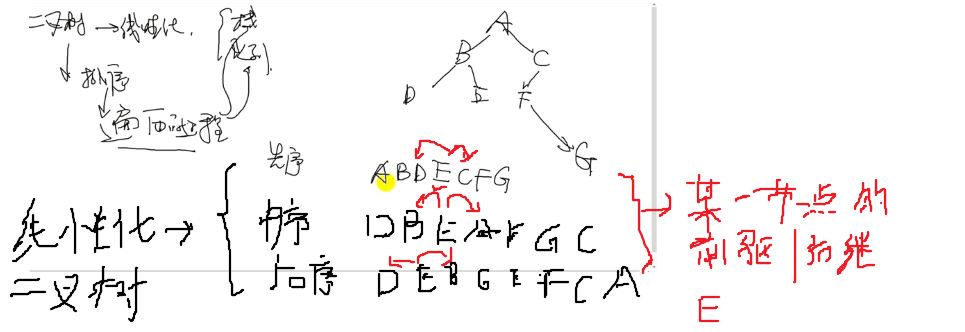 二叉树 → 线性化
栈
队列
排序
遍历过程
A
B C
D E F
G
先序 ABDECFG
线性化 → 中序 DBEAFGC
二叉树 后序 DEBG FCA
某一节点的
前驱 后继
E